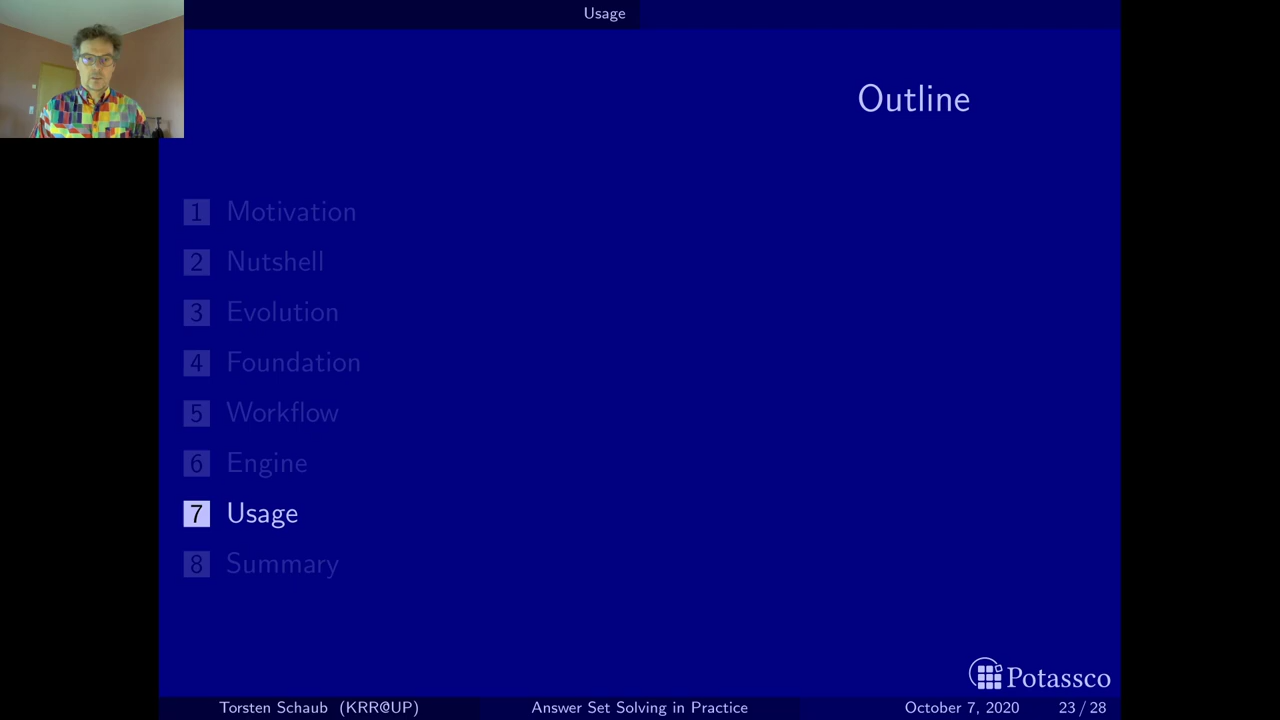 Usage
Outline
1 Motivation
2 Nutshell
3 Evolution
4 Foundation
5 Workflow
6 Engine
7 Usage
8 Summary
Potassco
Torsten Schaub (KRR@UP) Answer Set Solving in Practice October 7, 2020 23 / 28